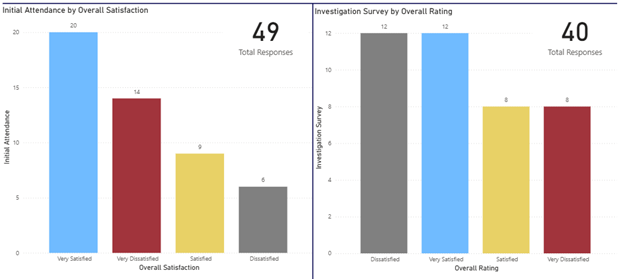 Initial Attendance by Overall Satisfaction
49
Total Responses
20
15
10
5
0
Initial Attendance
20
14
9
6
Very Satisfied
Very Dissatisfied
Satisfied
Dissatisfied
Overall Satisfaction
Investigation Survey by Overall Rating
40
Total Responses
12
10
8
6
4
2
0
Investigation Survey
12
12
8
8
Dissatisfied
Very Satisfied
Satisfied
Very Dissatisfied
Overall Rating